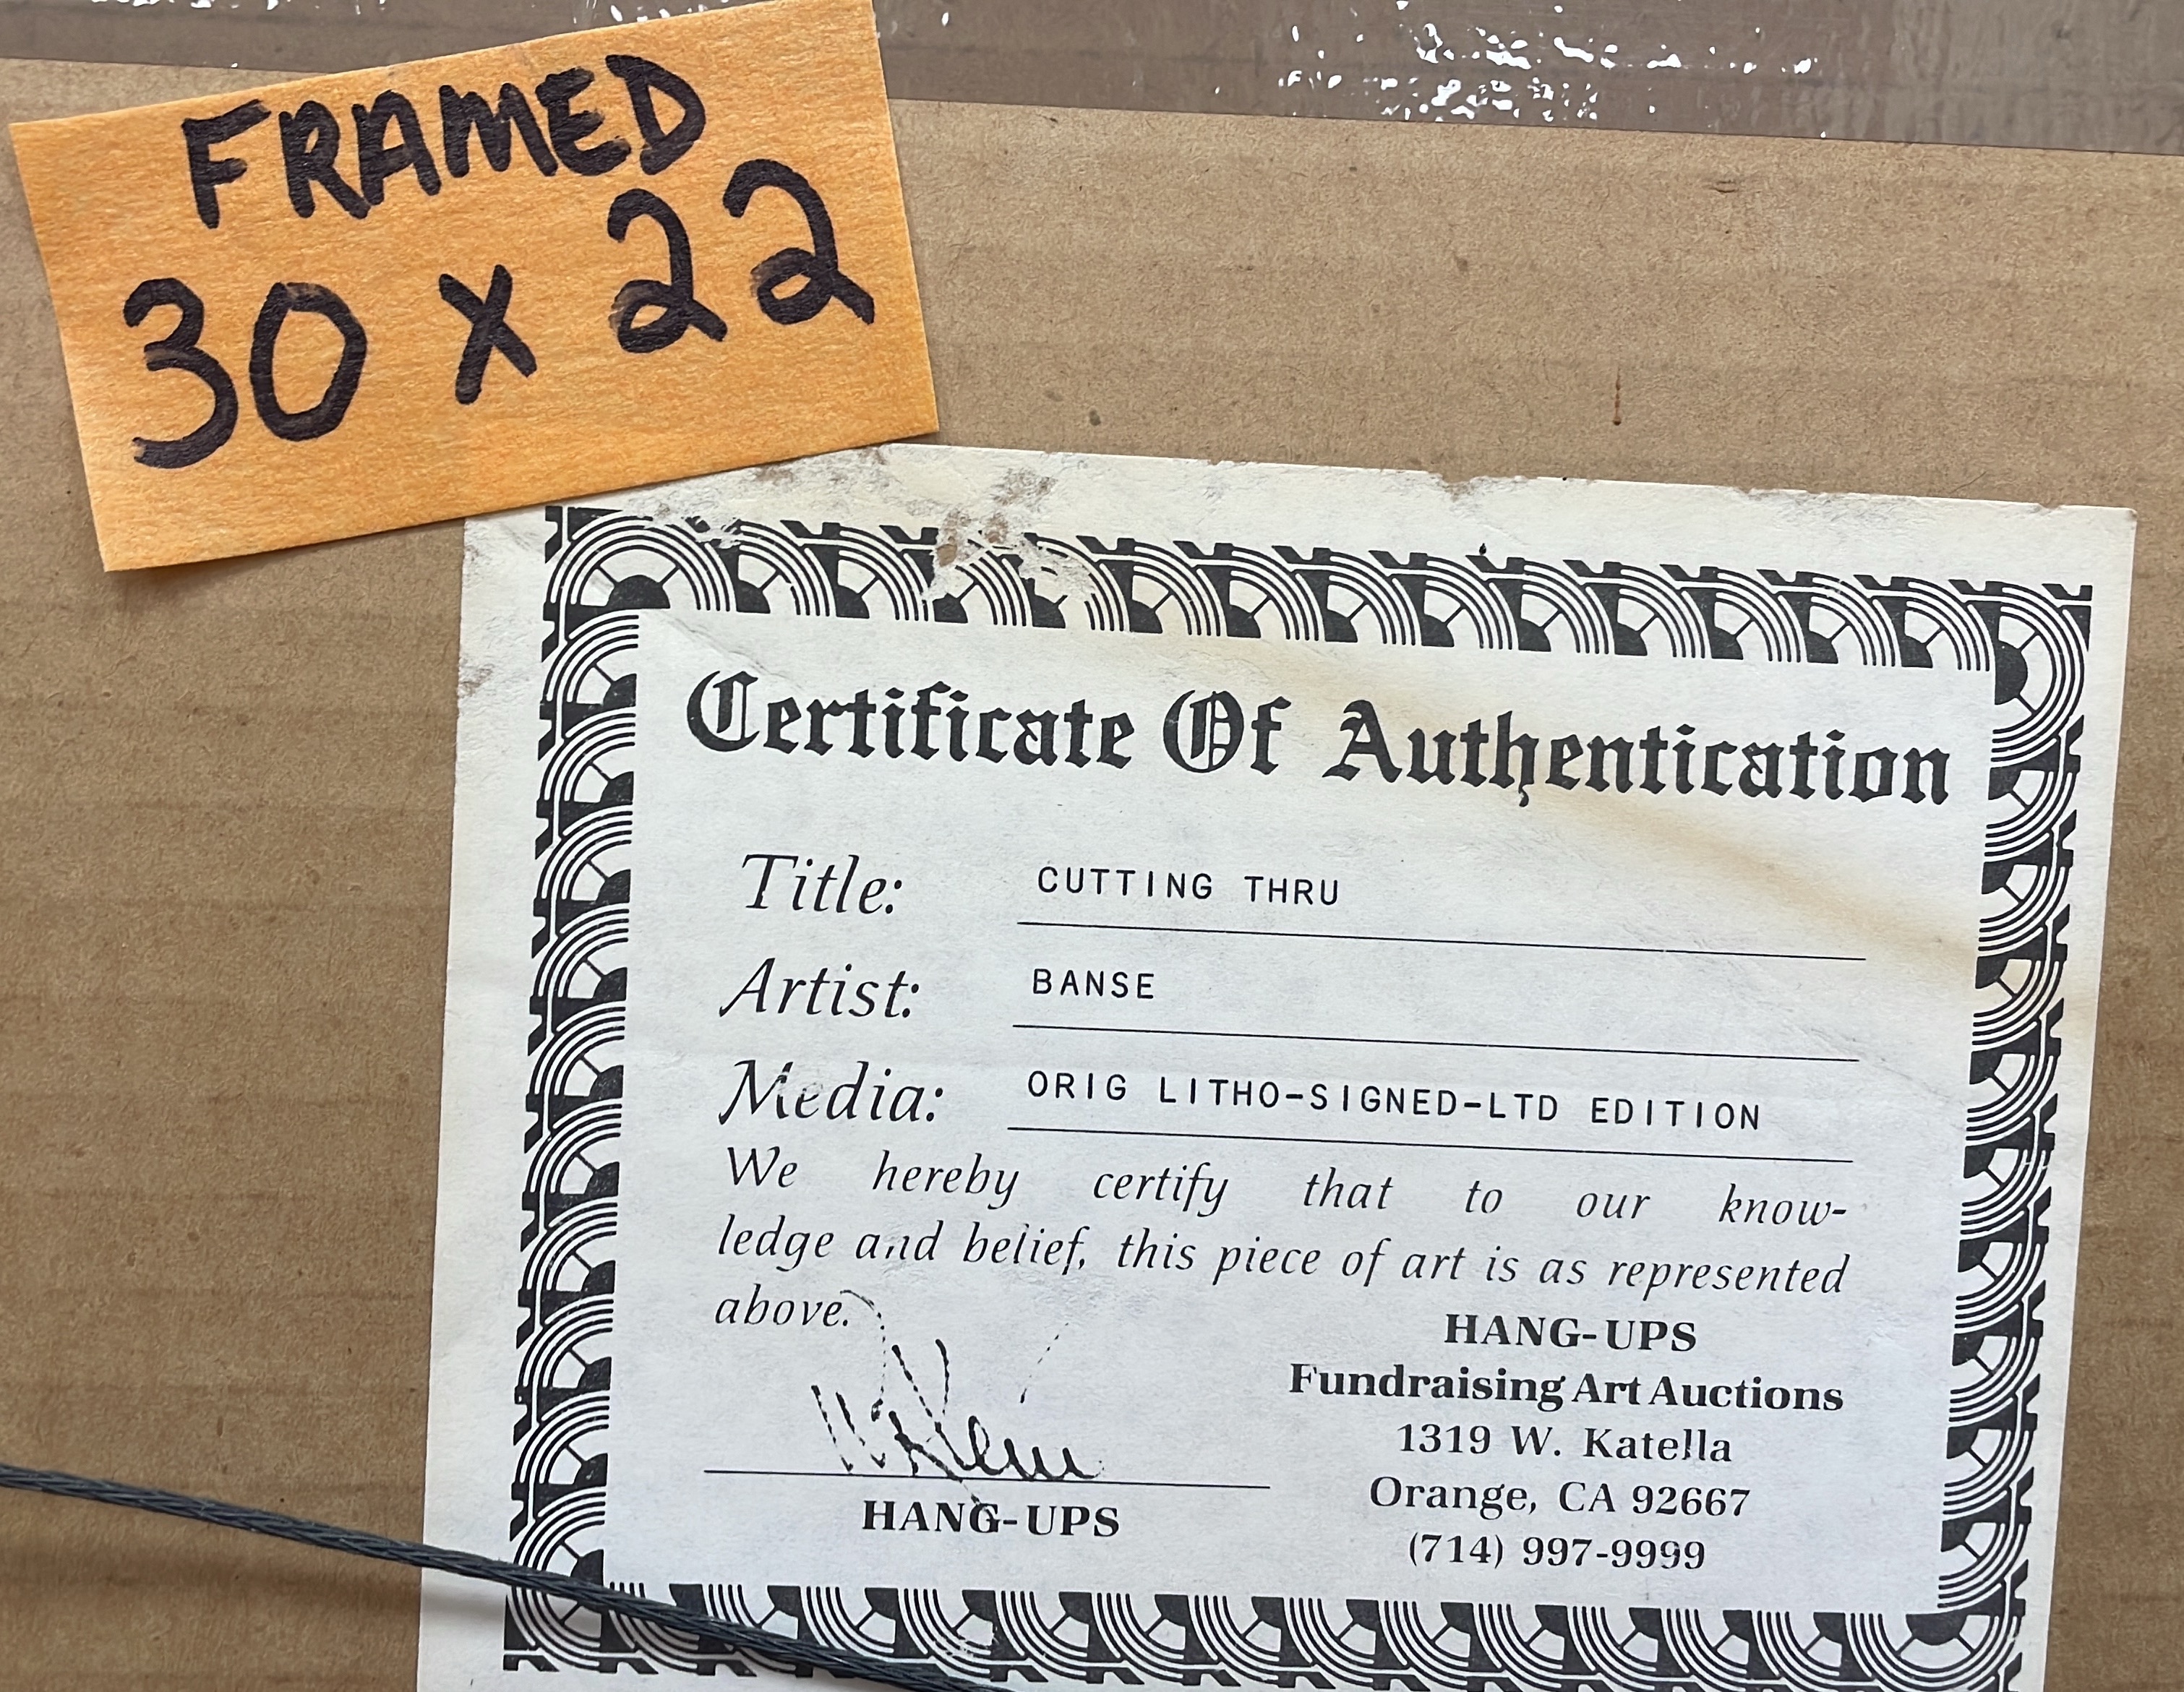 FRAMED
30 x 22
Certificate Of Authentication
Title: CUTTING THRU
Artist: BANSE
Media: ORIG LITHO-SIGNED-LTD EDITION
We hereby certify that to our know-
ledge and belief, this piece of art is as represented
above.
HANG-UPS
Fundraising Art Auctions
1319 W. Katella
Orange, CA 92667
(714) 997-9999
HANG-UPS